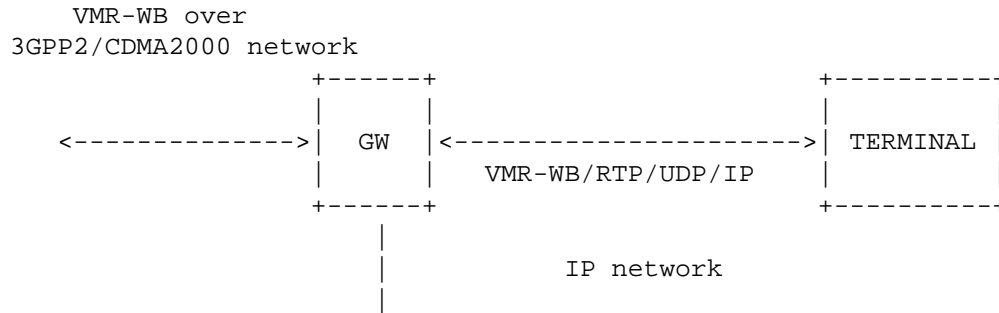 VMR-WB over
3GPP2/CDMA2000 network
GW
TERMINAL
VMR-WB/RTP/UDP/IP
IP network